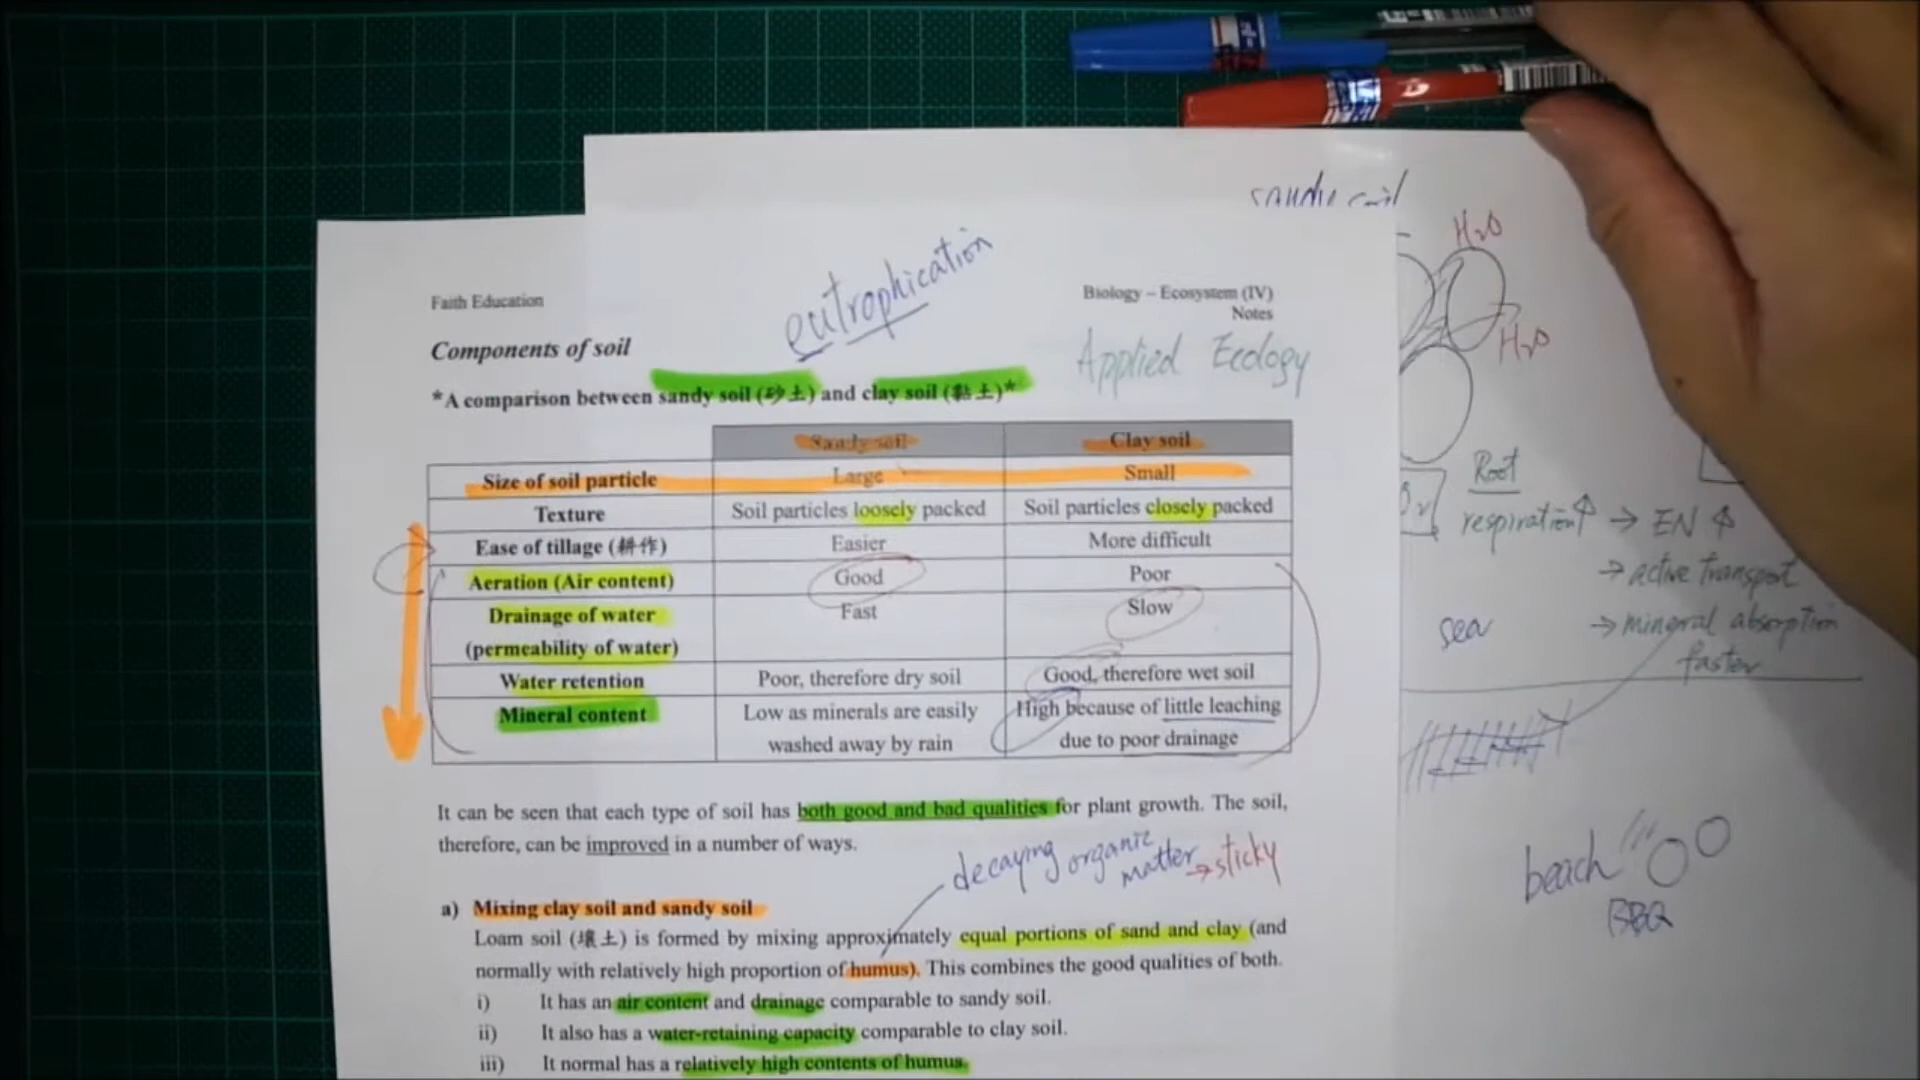 sandy soil
eutrophication
Faith Education
Biology – Ecosystem (IV)
Notes
Components of soil
Applied Ecology
*A comparison between sandy soil (砂土) and clay soil (黏土)*
Sandy soil Clay soil
Size of soil particle Large Small
Texture Soil particles loosely packed Soil particles closely packed
Ease of tillage (耕作) Easier More difficult
Aeration (Air content) Good Poor
Drainage of water Fast Slow
(permeability of water)
Water retention Poor, therefore dry soil Good, therefore wet soil
Mineral content Low as minerals are easily High because of little leaching
washed away by rain due to poor drainage
It can be seen that each type of soil has both good and bad qualities for plant growth. The soil,
therefore, can be improved in a number of ways.
decaying organic
matter → sticky
a) Mixing clay soil and sandy soil
Loam soil (壤土) is formed by mixing approximately equal portions of sand and clay (and
normally with relatively high proportion of humus). This combines the good qualities of both.
i) It has an air content and drainage comparable to sandy soil.
ii) It also has a water-retaining capacity comparable to clay soil.
iii) It normal has a relatively high contents of humus.
H₂O
H₂O
Root
respiration↑ → EN ↑
→ active transport
→ mineral absorption
faster
sea
beach
BBQ